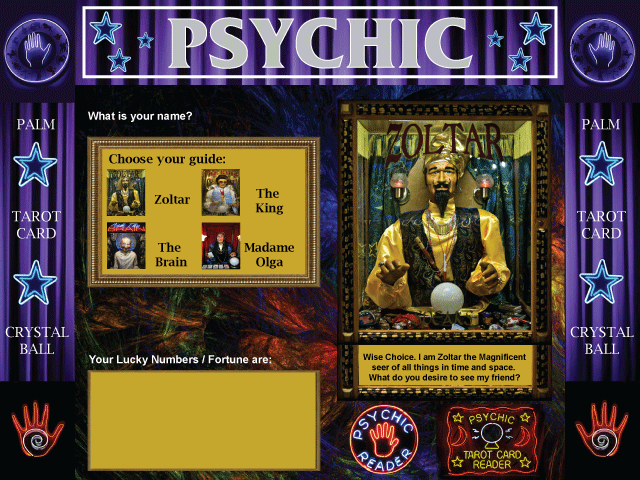 PSYCHIC
PALM
TAROT
CARD
CRYSTAL
BALL
What is your name?
Choose your guide:
Zoltar
The
King
The
Brain
Madame
Olga
Your Lucky Numbers / Fortune are:
ZOLTAR
Wise Choice. I am Zoltar the Magnificent
seer of all things in time and space.
What do you desire to see my friend?
PSYCHIC
READER
PSYCHIC
TAROT CARD
READER
PALM
TAROT
CARD
CRYSTAL
BALL